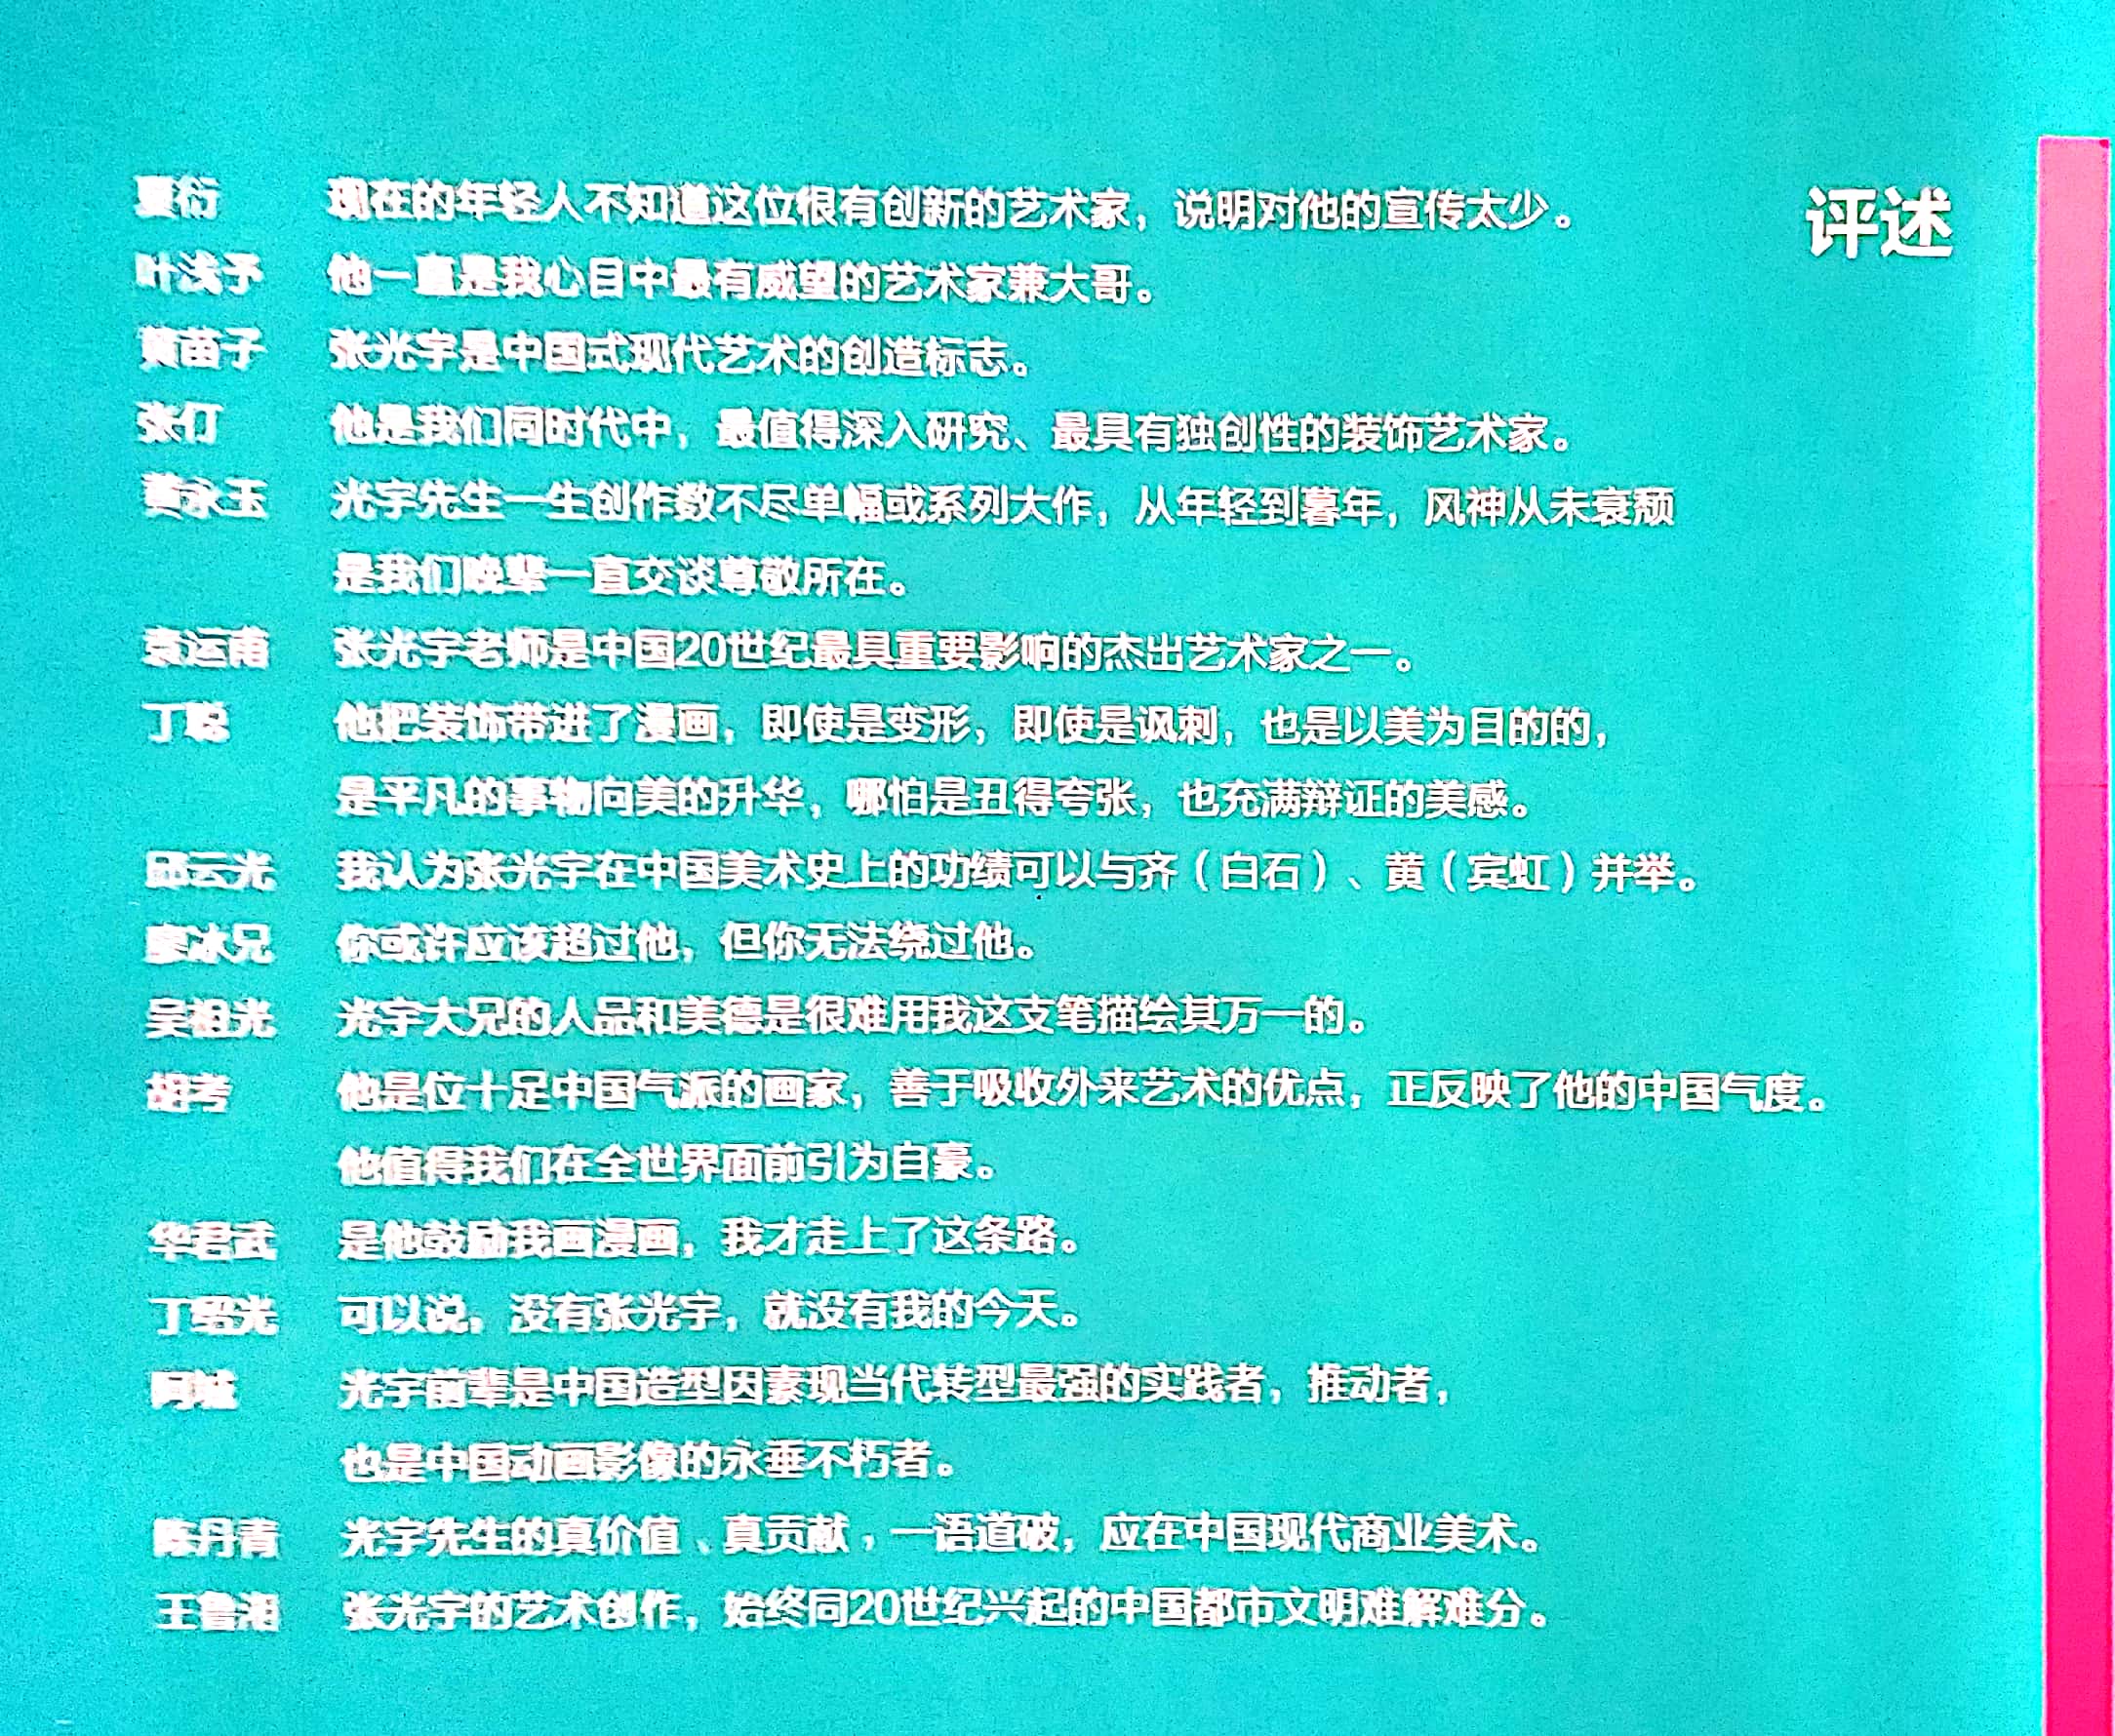 评述
夏衍 现在的年轻人不知道这位很有创新的艺术家，说明对他的宣传太少。
叶浅予 他一直是我心目中最有威望的艺术家兼大哥。
黄苗子 张光宇是中国式现代艺术的创造标志。
张仃 他是我们同时代中，最值得深入研究、最具有独创性的装饰艺术家。
黄永玉 光宇先生一生创作数不尽单幅或系列大作，从年轻到暮年，风神从未衰颓
是我们晚辈一直交谈尊敬所在。
袁运甫 张光宇老师是中国20世纪最具重要影响的杰出艺术家之一。
丁聪 他把装饰带进了漫画，即使是变形，即使是讽刺，也是以美为目的的，
是平凡的事物向美的升华，哪怕是丑得夸张，也充满辩证的美感。
邱云光 我认为张光宇在中国美术史上的功绩可以与齐（白石）、黄（宾虹）并举。
廖冰兄 你或许应该超过他，但你无法绕过他。
吴祖光 光宇大兄的人品和美德是很难用我这支笔描绘其万一的。
胡考 他是位十足中国气派的画家，善于吸收外来艺术的优点，正反映了他的中国气度。
他值得我们在全世界面前引为自豪。
华君武 是他鼓励我画漫画，我才走上了这条路。
丁绍光 可以说，没有张光宇，就没有我的今天。
阿城 光宇前辈是中国造型因素现当代转型最强的实践者，推动者，
也是中国动画影像的永垂不朽者。
陈丹青 光宇先生的真价值、真贡献，一语道破，应在中国现代商业美术。
王鲁湘 张光宇的艺术创作，始终同20世纪兴起的中国都市文明难解难分。